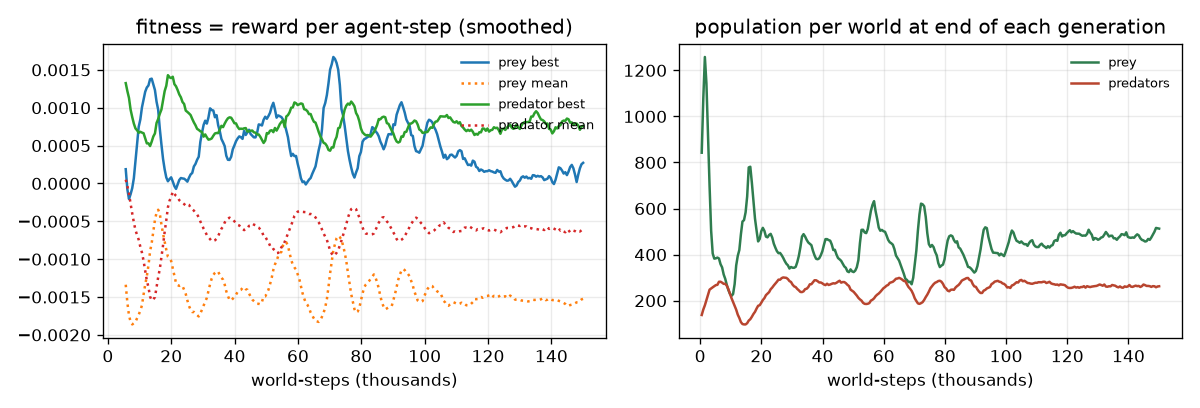 fitness = reward per agent-step (smoothed)
0.0015
0.0010
0.0005
0.0000
−0.0005
−0.0010
−0.0015
−0.0020
0 20 40 60 80 100 120 140
world-steps (thousands)
prey best
prey mean
predator best
predator mean
population per world at end of each generation
1200
1000
800
600
400
200
0 20 40 60 80 100 120 140
world-steps (thousands)
prey
predators